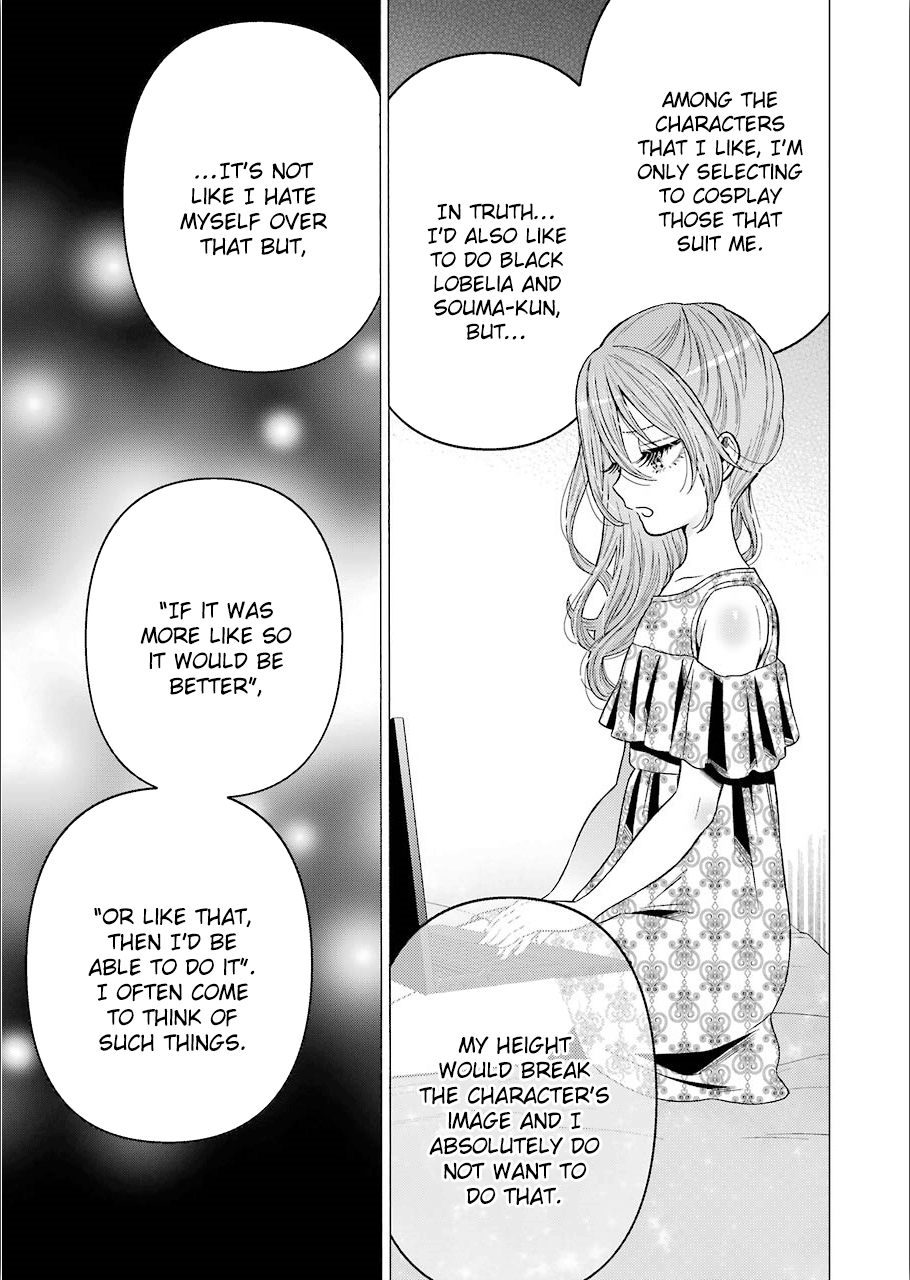 AMONG THE
CHARACTERS
THAT I LIKE, I'M
ONLY SELECTING
TO COSPLAY
THOSE THAT
SUIT ME.
IN TRUTH...
I'D ALSO LIKE
TO DO BLACK
LOBELIA AND
SOUMA-KUN,
BUT...
MY HEIGHT
WOULD BREAK
THE CHARACTER'S
IMAGE AND I
ABSOLUTELY DO
NOT WANT TO
DO THAT.
...IT'S NOT
LIKE I HATE
MYSELF OVER
THAT BUT,
"IF IT WAS
MORE LIKE SO
IT WOULD BE
BETTER",
"OR LIKE THAT,
THEN I'D BE
ABLE TO DO IT".
I OFTEN COME
TO THINK OF
SUCH THINGS.